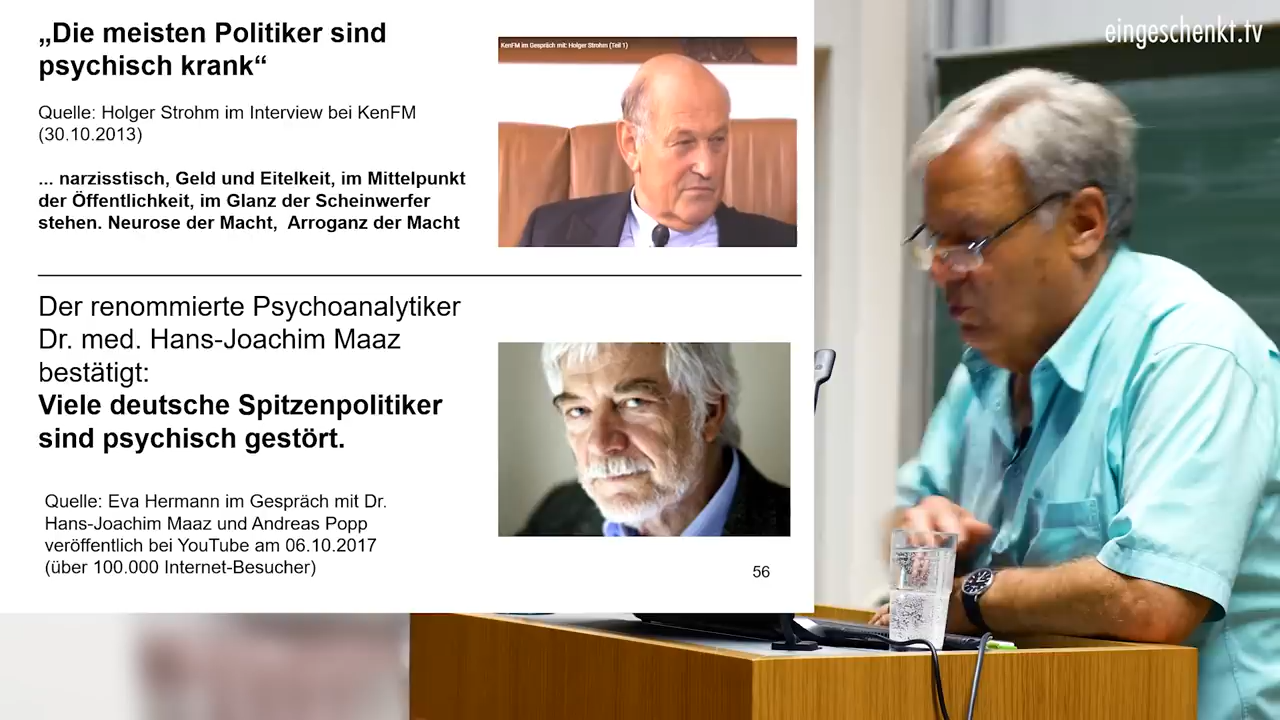 eingeschenkt.tv
„Die meisten Politiker sind
psychisch krank“
Quelle: Holger Strohm im Interview bei KenFM
(30.10.2013)
... narzisstisch, Geld und Eitelkeit, im Mittelpunkt
der Öffentlichkeit, im Glanz der Scheinwerfer
stehen. Neurose der Macht, Arroganz der Macht
KenFM im Gespräch mit: Holger Strohm (Teil 1)
Der renommierte Psychoanalytiker
Dr. med. Hans-Joachim Maaz
bestätigt:
Viele deutsche Spitzenpolitiker
sind psychisch gestört.
Quelle: Eva Hermann im Gespräch mit Dr.
Hans-Joachim Maaz und Andreas Popp
veröffentlich bei YouTube am 06.10.2017
(über 100.000 Internet-Besucher)
56